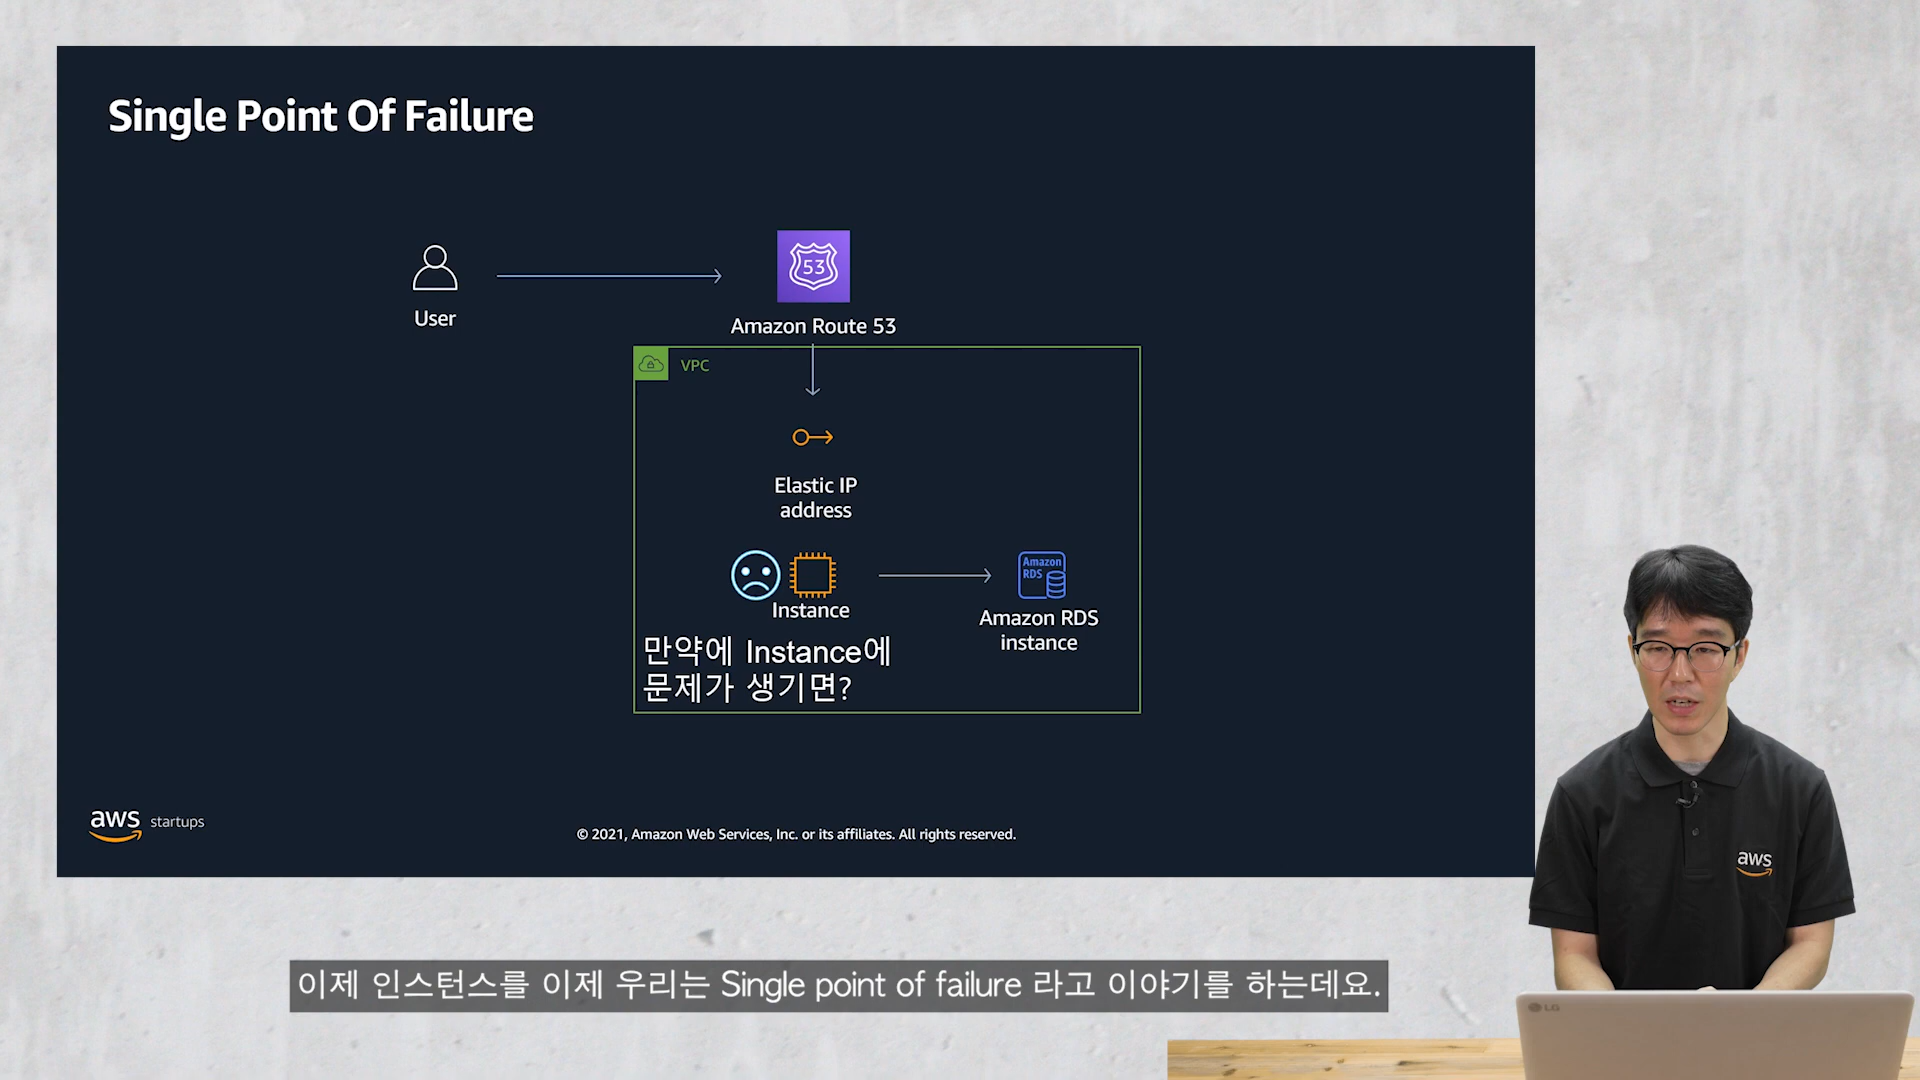 Single Point Of Failure
53
User
Amazon Route 53
VPC
Elastic IP
address
Amazon
RDS
Instance
Amazon RDS
instance
만약에 Instance에
문제가 생기면?
aws startups
© 2021, Amazon Web Services, Inc. or its affiliates. All rights reserved.
aws
LG
이제 인스턴스를 이제 우리는 Single point of failure 라고 이야기를 하는데요.